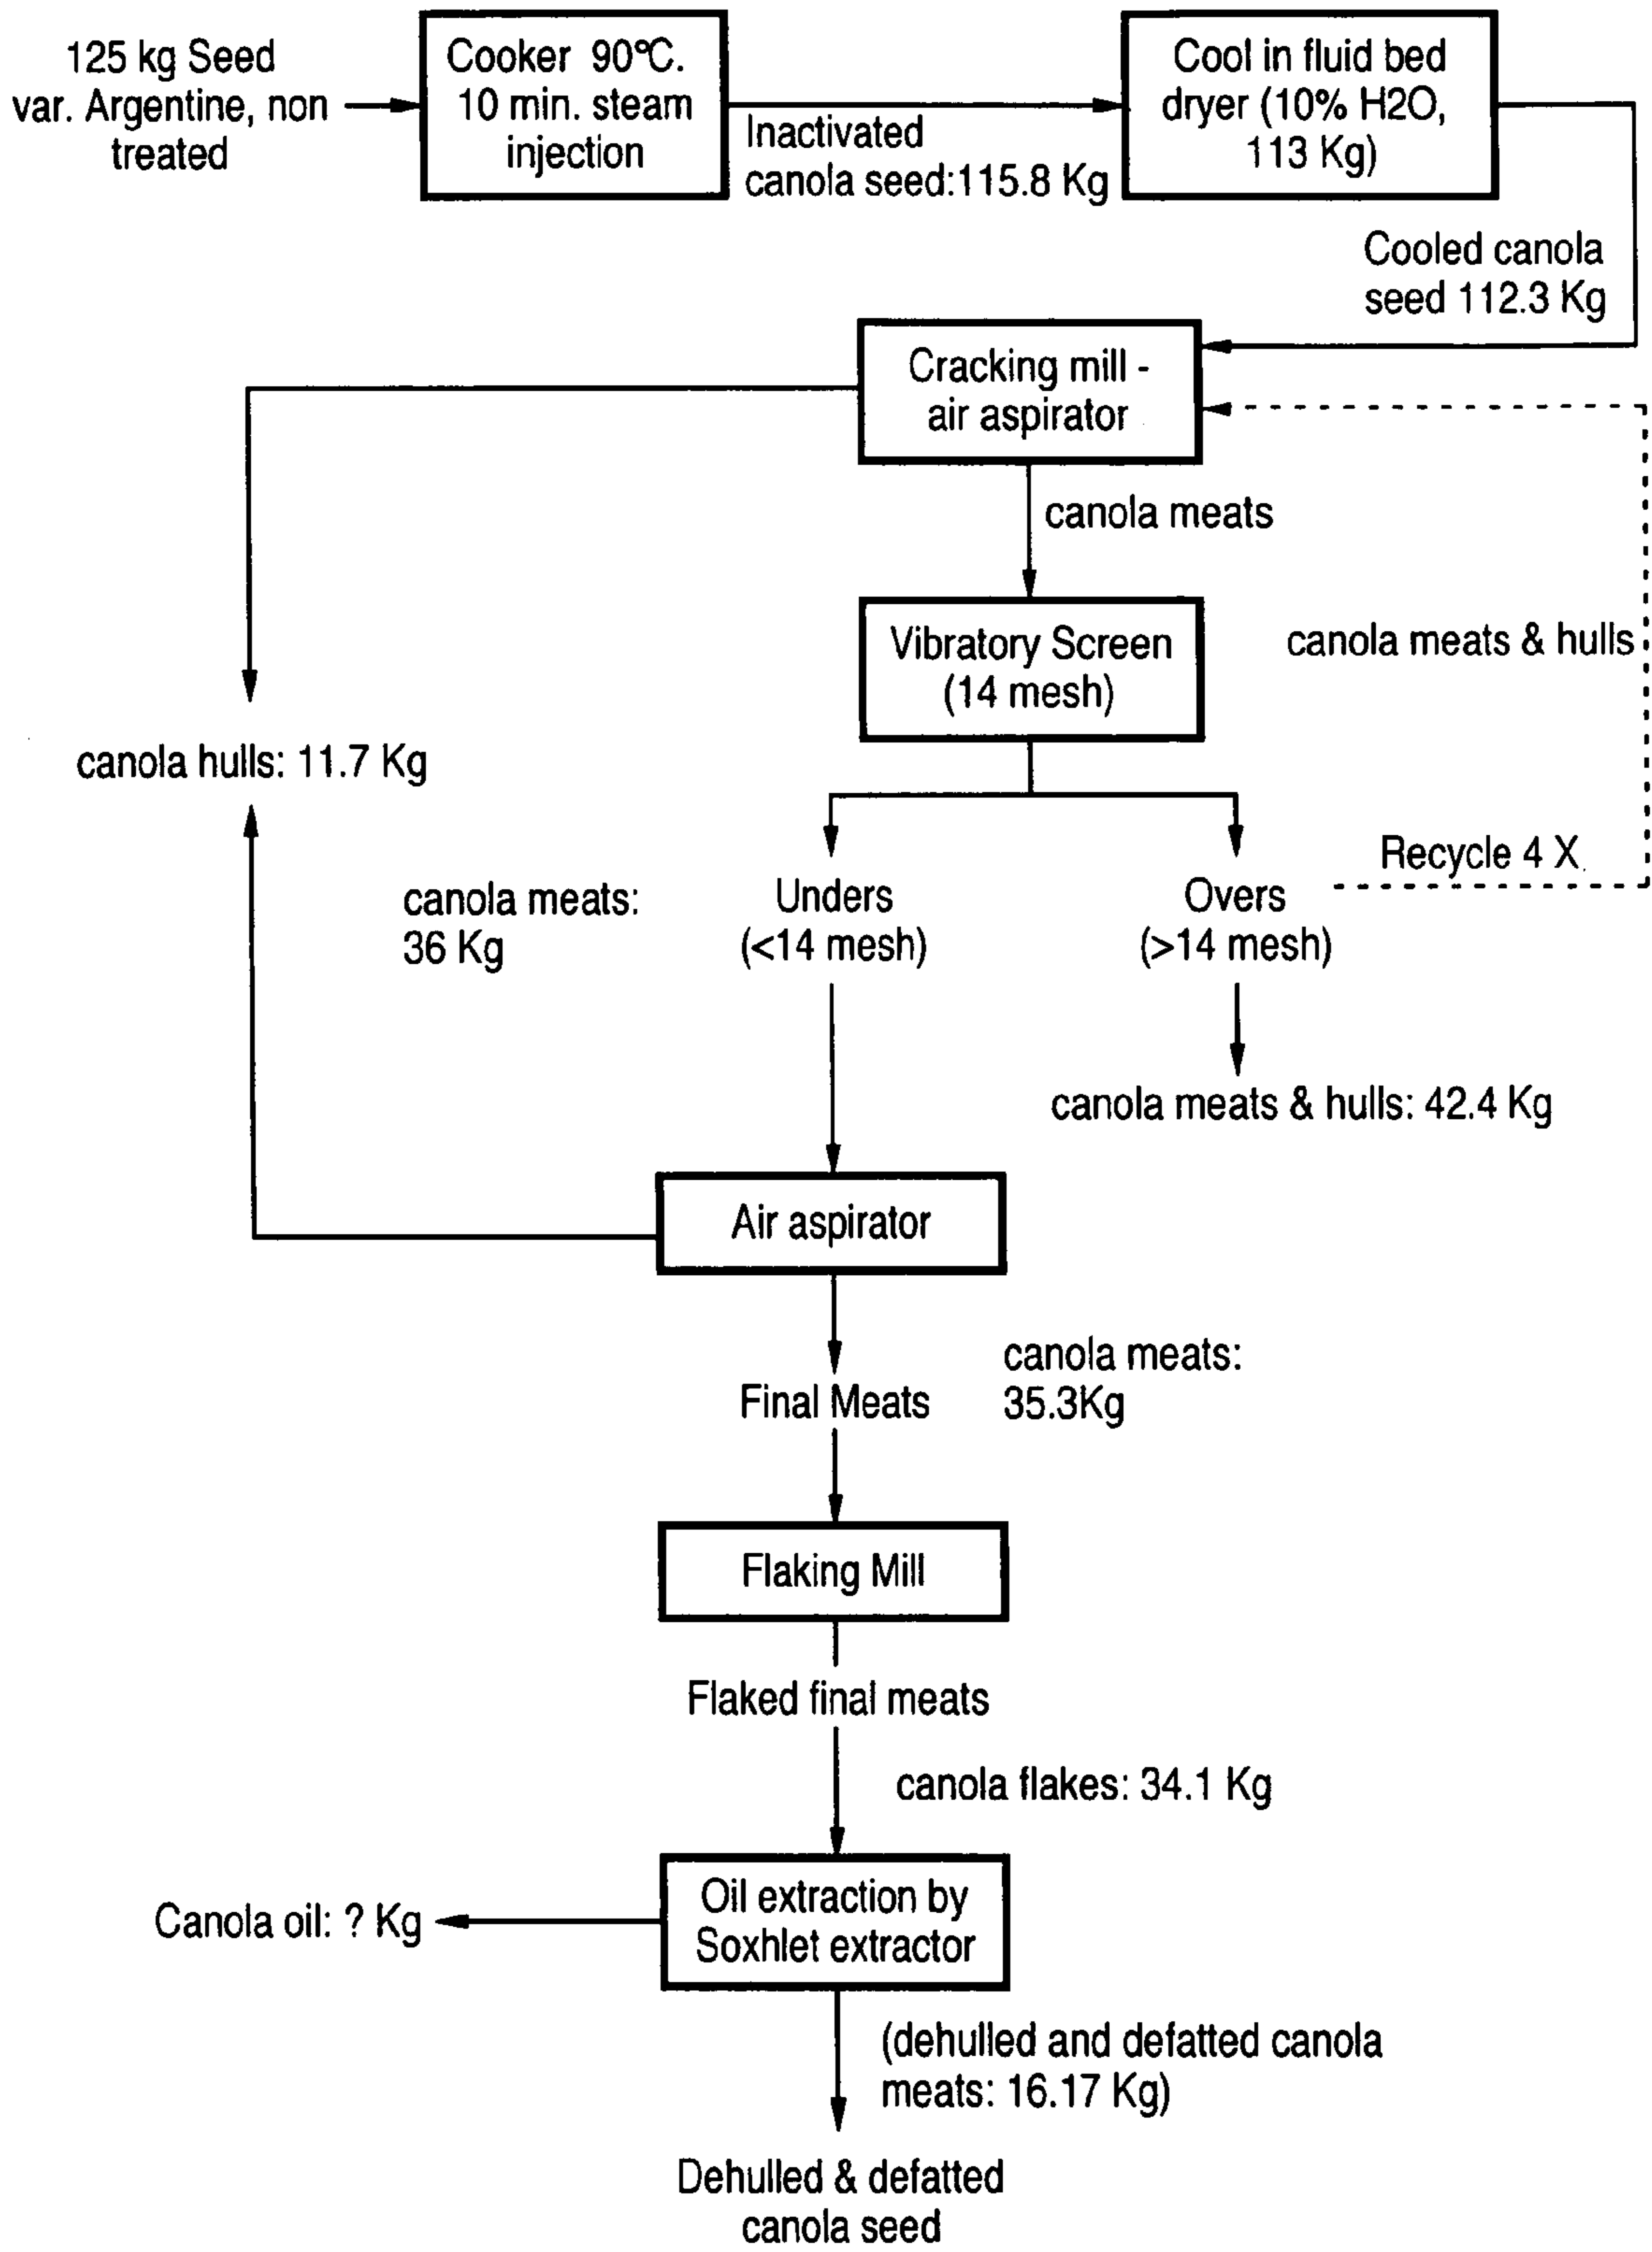 125 kg Seed
var. Argentine, non
treated
Cooker 90°C.
10 min. steam
injection
Inactivated
canola seed:115.8 Kg
Cool in fluid bed
dryer (10% H2O,
113 Kg)
Cooled canola
seed 112.3 Kg
Cracking mill -
air aspirator
canola meats
Vibratory Screen
(14 mesh)
canola meats & hulls
canola hulls: 11.7 Kg
Recycle 4 X
canola meats:
36 Kg
Unders
(<14 mesh)
Overs
(>14 mesh)
canola meats & hulls: 42.4 Kg
Air aspirator
canola meats:
35.3Kg
Final Meats
Flaking Mill
Flaked final meats
canola flakes: 34.1 Kg
Oil extraction by
Soxhlet extractor
Canola oil: ? Kg
(dehulled and defatted canola
meats: 16.17 Kg)
Dehulled & defatted
canola seed